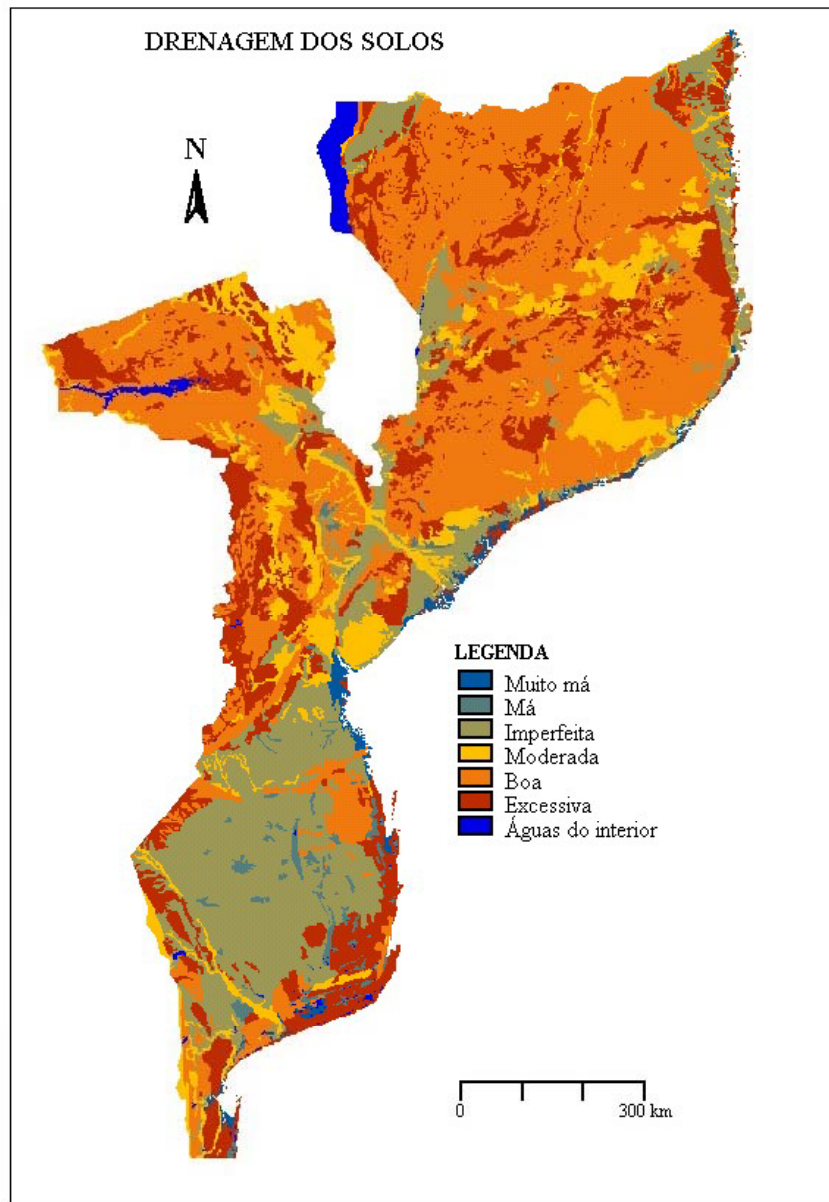 DRENAGEM DOS SOLOS
N
LEGENDA
Muito má
Má
Imperfeita
Moderada
Boa
Excessiva
Águas do interior
0 300 km